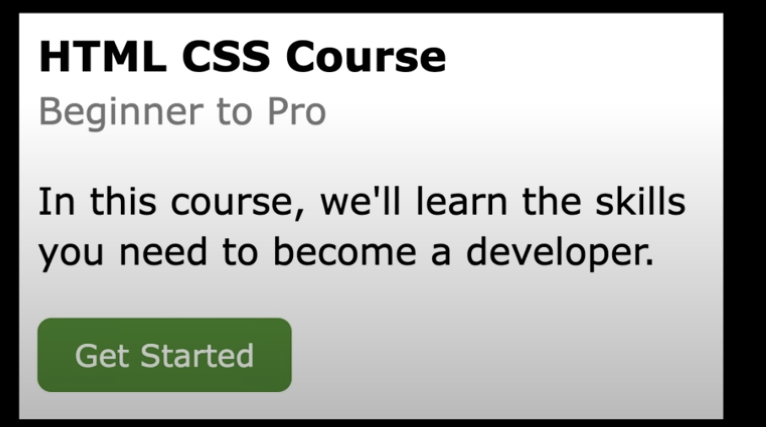 HTML CSS Course
Beginner to Pro
In this course, we'll learn the skills
you need to become a developer.
Get Started